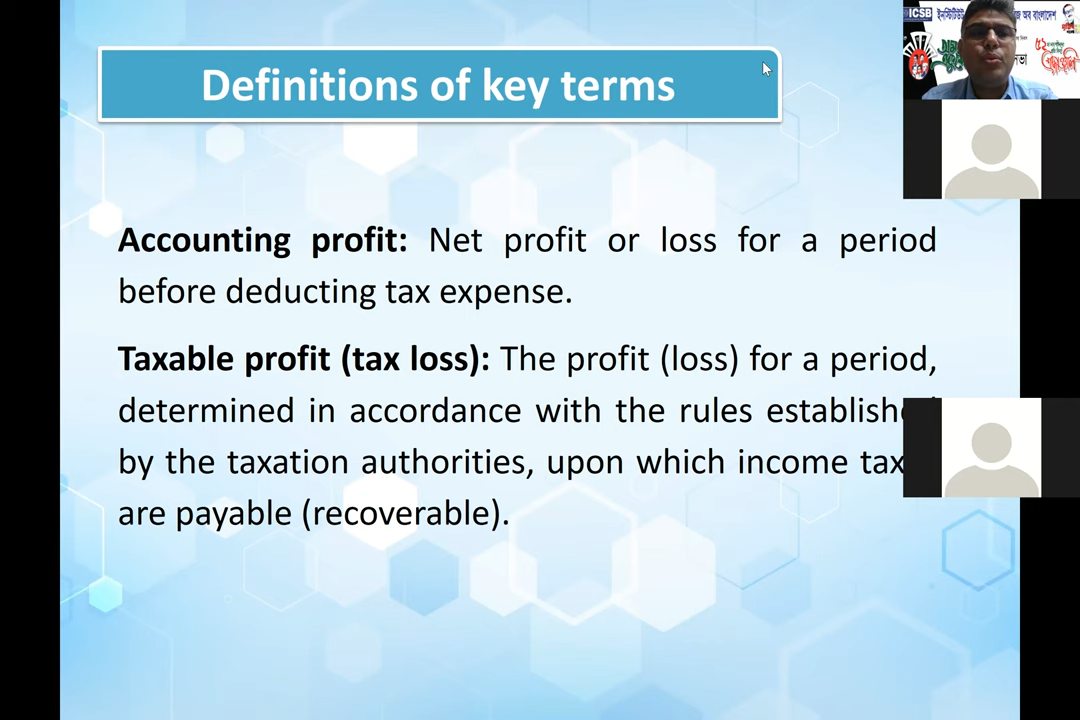 Definitions of key terms
Accounting profit: Net profit or loss for a period
before deducting tax expense.
Taxable profit (tax loss): The profit (loss) for a period,
determined in accordance with the rules
by the taxation authorities, upon which income
are payable (recoverable).
ICSB